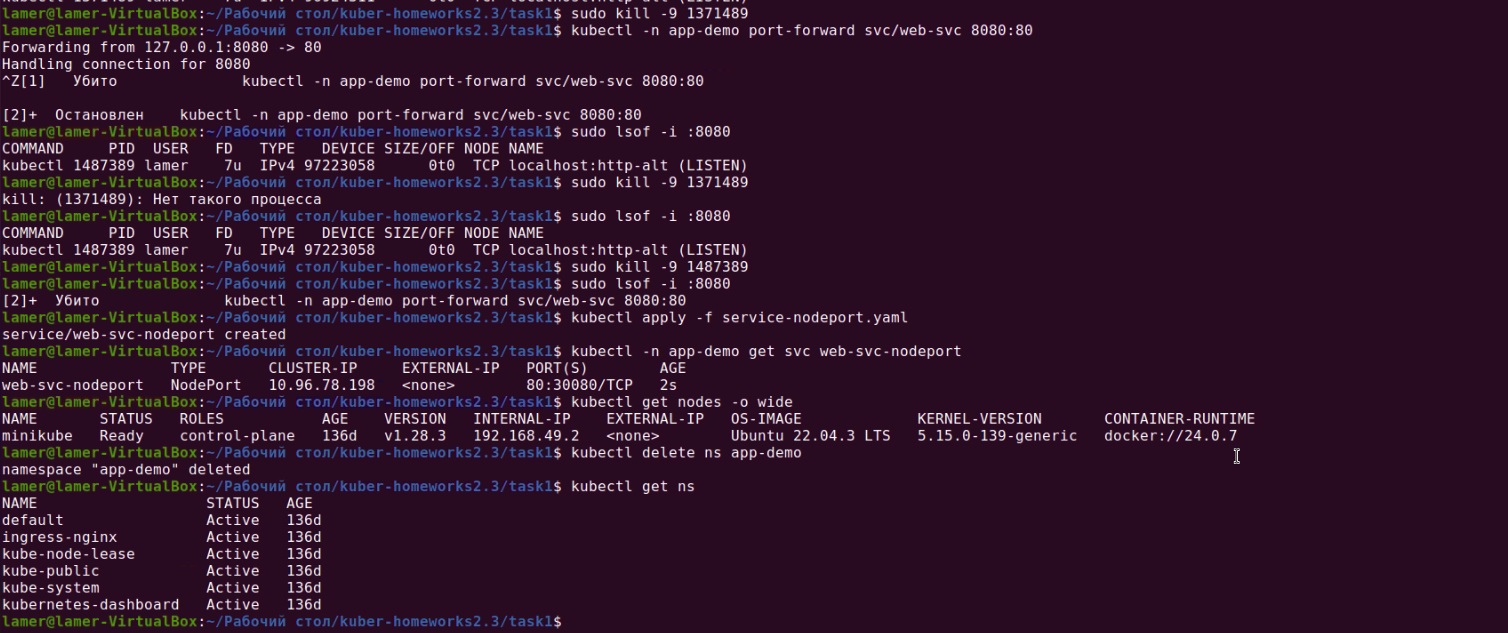 lamer@lamer-VirtualBox:~/Рабочий стол/kuber-homeworks2.3/task1$ sudo kill -9 1371489
lamer@lamer-VirtualBox:~/Рабочий стол/kuber-homeworks2.3/task1$ kubectl -n app-demo port-forward svc/web-svc 8080:80
Forwarding from 127.0.0.1:8080 -> 80
Handling connection for 8080
^Z[1]   Убито              kubectl -n app-demo port-forward svc/web-svc 8080:80
[2]+  Остановлен    kubectl -n app-demo port-forward svc/web-svc 8080:80
lamer@lamer-VirtualBox:~/Рабочий стол/kuber-homeworks2.3/task1$ sudo lsof -i :8080
COMMAND     PID  USER   FD   TYPE   DEVICE SIZE/OFF NODE NAME
kubectl 1487389 lamer    7u  IPv4 97223058      0t0  TCP localhost:http-alt (LISTEN)
lamer@lamer-VirtualBox:~/Рабочий стол/kuber-homeworks2.3/task1$ sudo kill -9 1371489
kill: (1371489): Нет такого процесса
lamer@lamer-VirtualBox:~/Рабочий стол/kuber-homeworks2.3/task1$ sudo lsof -i :8080
COMMAND     PID  USER   FD   TYPE   DEVICE SIZE/OFF NODE NAME
kubectl 1487389 lamer    7u  IPv4 97223058      0t0  TCP localhost:http-alt (LISTEN)
lamer@lamer-VirtualBox:~/Рабочий стол/kuber-homeworks2.3/task1$ sudo kill -9 1487389
lamer@lamer-VirtualBox:~/Рабочий стол/kuber-homeworks2.3/task1$ sudo lsof -i :8080
[2]+  Убито              kubectl -n app-demo port-forward svc/web-svc 8080:80
lamer@lamer-VirtualBox:~/Рабочий стол/kuber-homeworks2.3/task1$ kubectl apply -f service-nodeport.yaml
service/web-svc-nodeport created
lamer@lamer-VirtualBox:~/Рабочий стол/kuber-homeworks2.3/task1$ kubectl -n app-demo get svc web-svc-nodeport
NAME               TYPE       CLUSTER-IP     EXTERNAL-IP   PORT(S)        AGE
web-svc-nodeport   NodePort   10.96.78.198   <none>        80:30080/TCP   2s
lamer@lamer-VirtualBox:~/Рабочий стол/kuber-homeworks2.3/task1$ kubectl get nodes -o wide
NAME       STATUS   ROLES           AGE    VERSION   INTERNAL-IP    EXTERNAL-IP   OS-IMAGE             KERNEL-VERSION       CONTAINER-RUNTIME
minikube   Ready    control-plane   136d   v1.28.3   192.168.49.2   <none>        Ubuntu 22.04.3 LTS   5.15.0-139-generic   docker://24.0.7
lamer@lamer-VirtualBox:~/Рабочий стол/kuber-homeworks2.3/task1$ kubectl delete ns app-demo
namespace "app-demo" deleted
lamer@lamer-VirtualBox:~/Рабочий стол/kuber-homeworks2.3/task1$ kubectl get ns
NAME                   STATUS   AGE
default                Active   136d
ingress-nginx          Active   136d
kube-node-lease        Active   136d
kube-public            Active   136d
kube-system            Active   136d
kubernetes-dashboard   Active   136d
lamer@lamer-VirtualBox:~/Рабочий стол/kuber-homeworks2.3/task1$